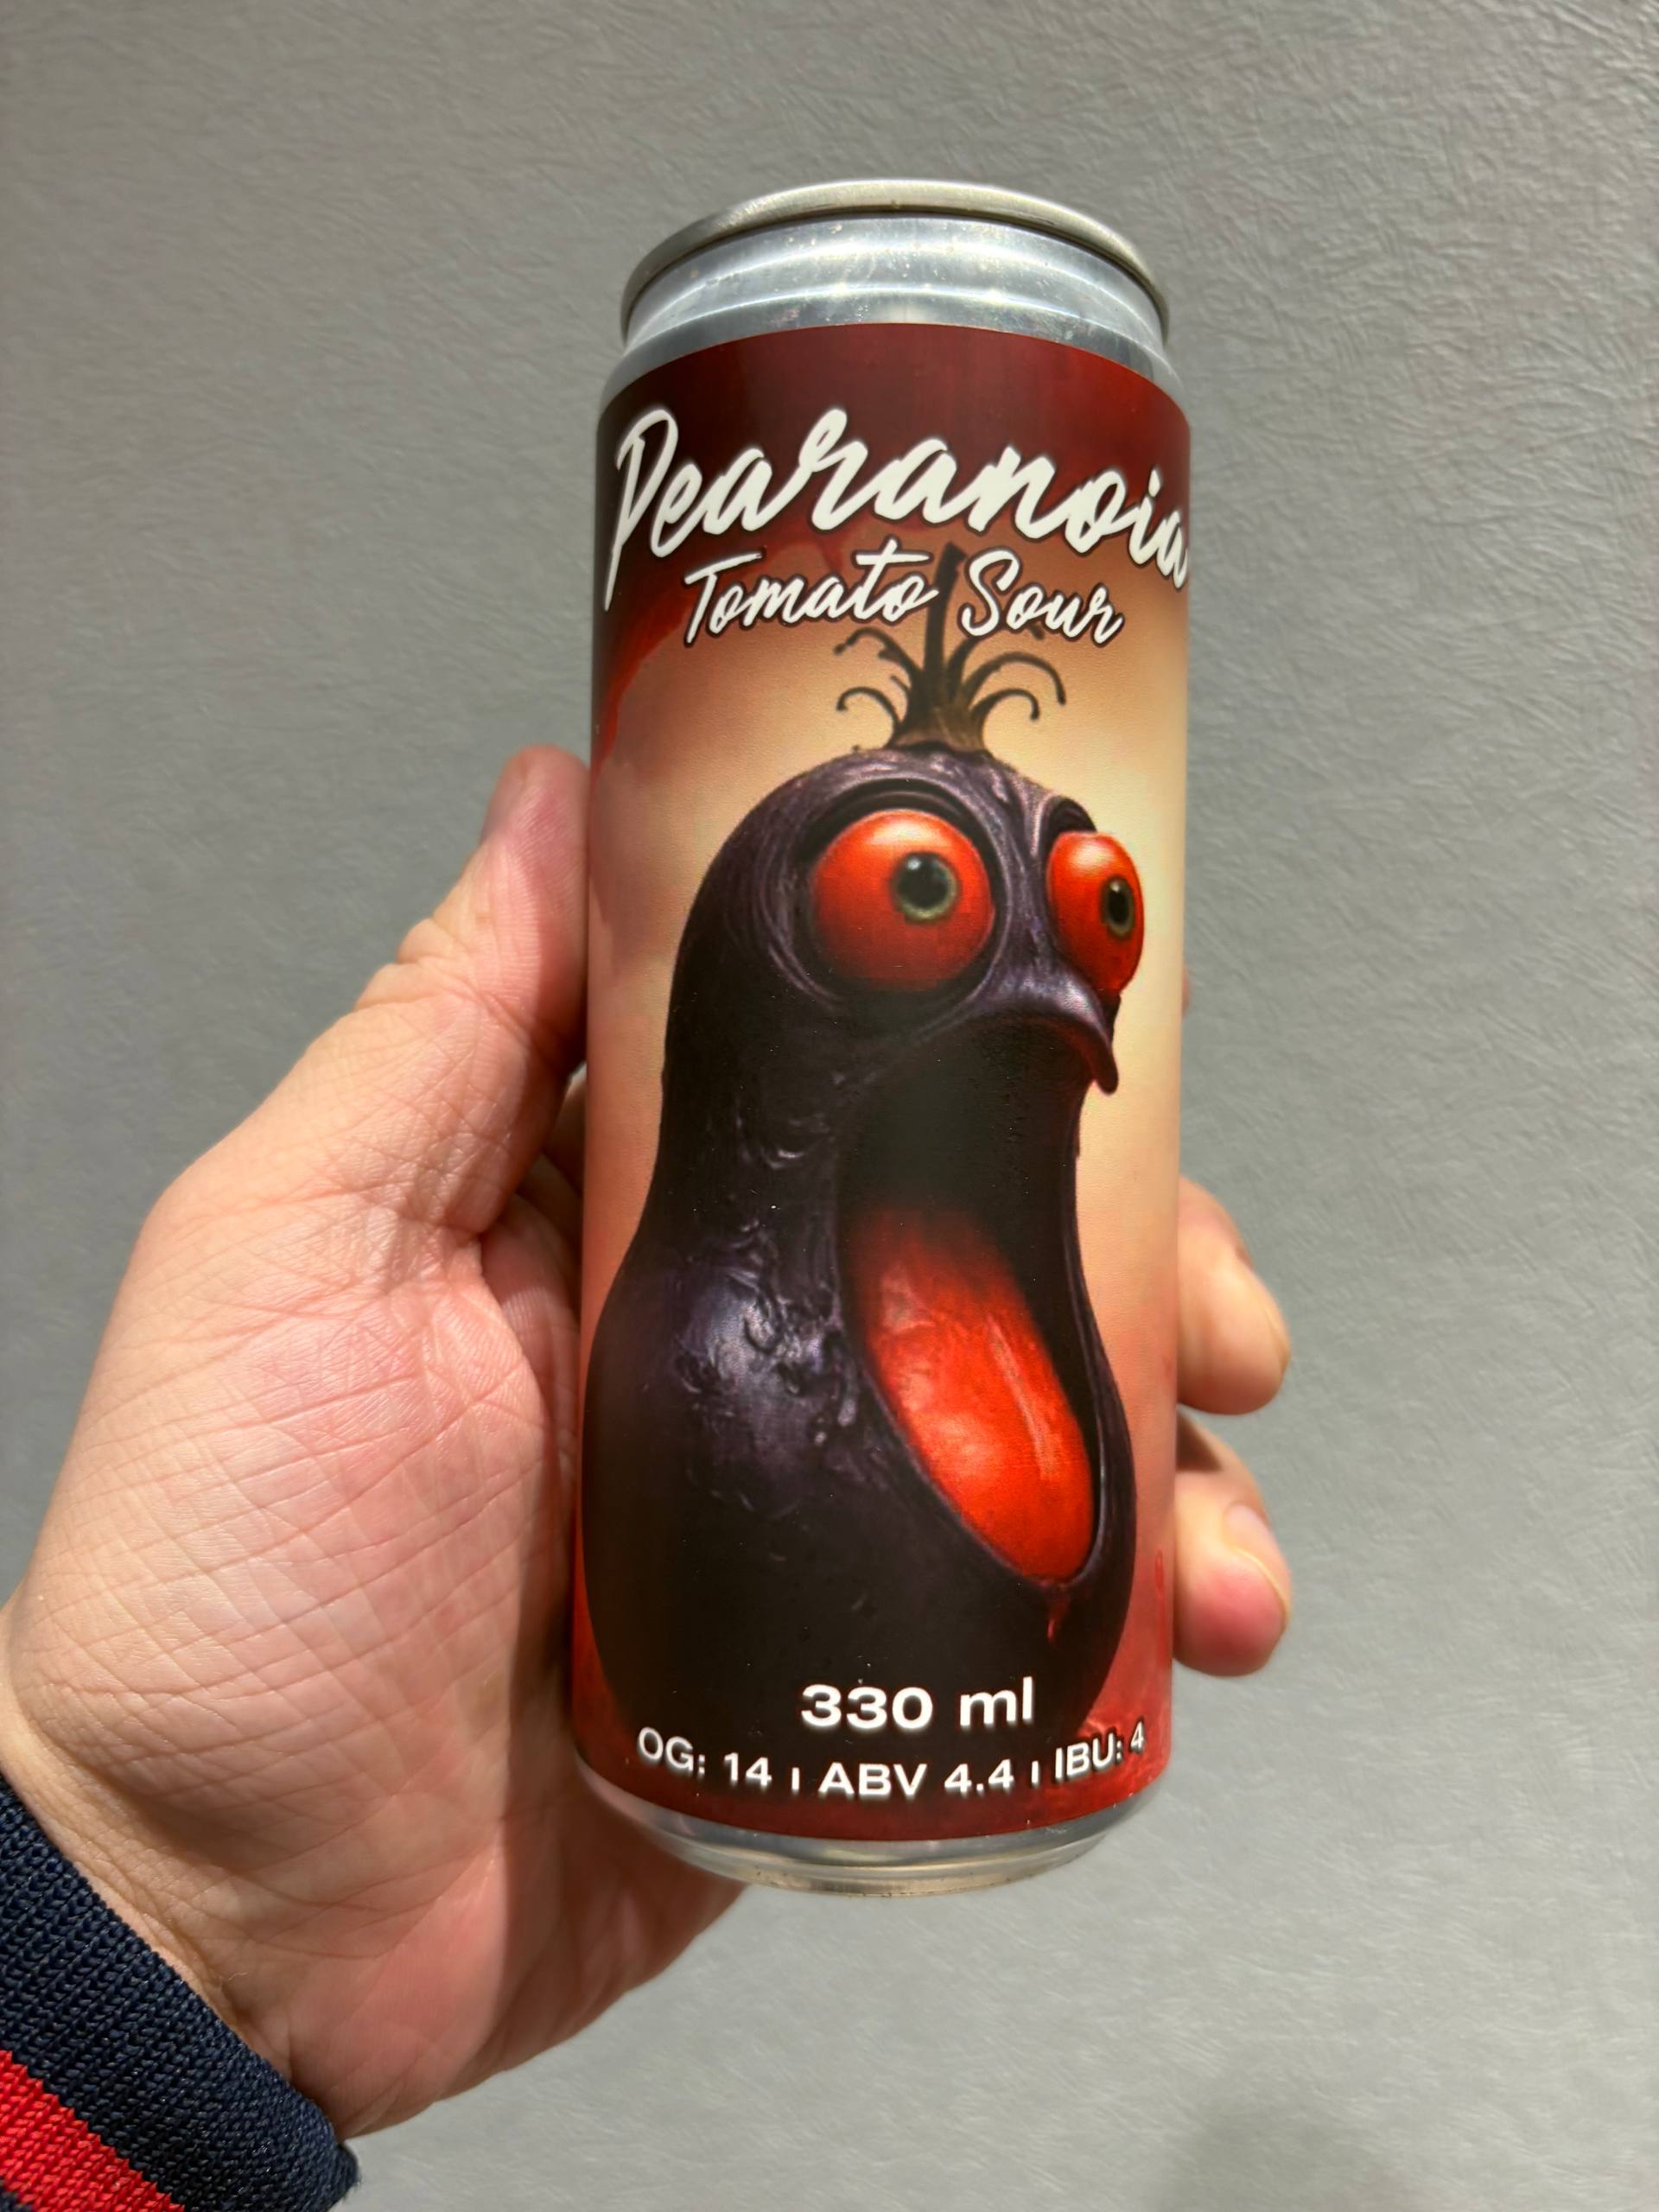 Pearanoia
Tomato Sour
330 ml
OG: 14 | ABV 4.4 | IBU: 4